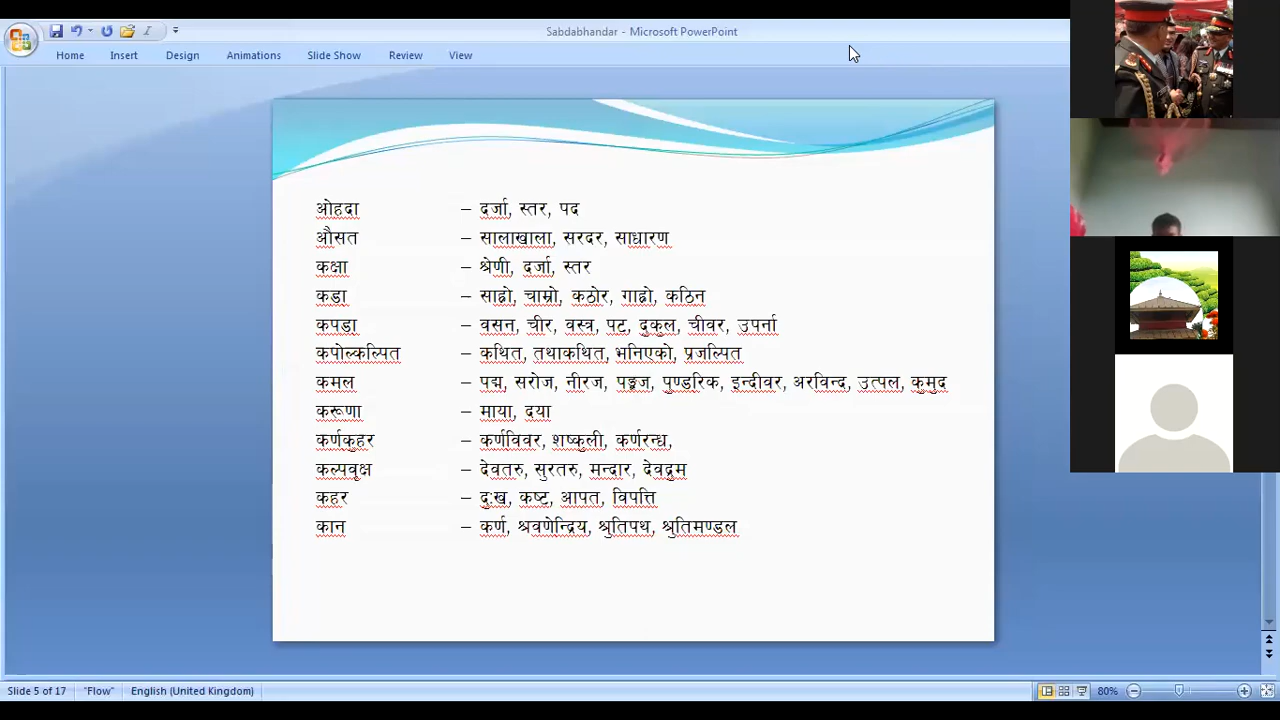 Sabdabhandar - Microsoft PowerPoint
Home Insert Design Animations Slide Show Review View
ओहदा – दर्जा, स्तर, पद
औसत – सालाखाला, सरदर, साधारण
कक्षा – श्रेणी, दर्जा, स्तर
कडा – साह्रो, चाम्रो, कठोर, गाह्रो, कठिन
कपडा – वसन, चीर, वस्त्र, पट, दुकुल, चीवर, उपर्ना
कपोल्कल्पित – कथित, तथाकथित, भनिएको, प्रजल्पित
कमल – पद्म, सरोज, नीरज, पङ्कज, पुण्डरिक, इन्दीवर, अरविन्द, उत्पल, कुमुद
करूणा – माया, दया
कर्णकुहर – कर्णविवर, शष्कुली, कर्णरन्ध,
कल्पवृक्ष – देवतरु, सुरतरु, मन्दार, देवद्रुम
कहर – दुःख, कष्ट, आपत, विपत्ति
कान – कर्ण, श्रवणेन्द्रिय, श्रुतिपथ, श्रुतिमण्डल
Slide 5 of 17 "Flow" English (United Kingdom) 80%